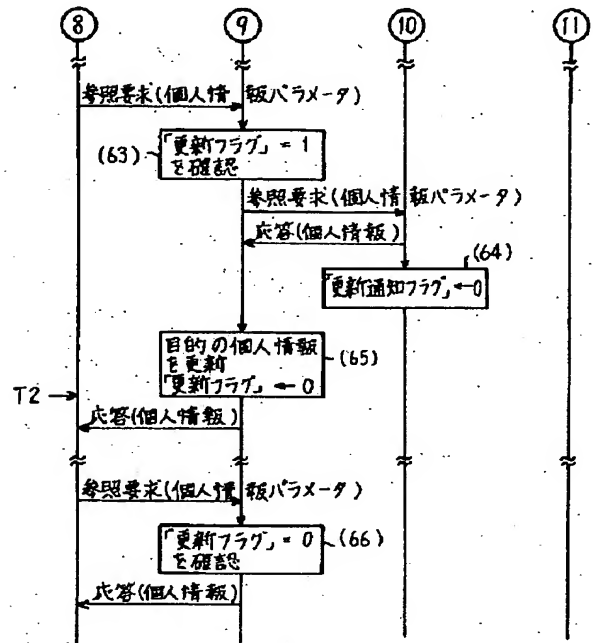 8 9 10 11
参照要求(個人情報パラメータ)
(63)
「更新フラグ」= 1
を確認
参照要求(個人情報パラメータ)
応答(個人情報)
(64)
「更新通知フラグ」←0
目的の個人情報
を更新
「更新フラグ」← 0
(65)
T2
応答(個人情報)
参照要求(個人情報パラメータ)
「更新フラグ」= 0
を確認
(66)
応答(個人情報)